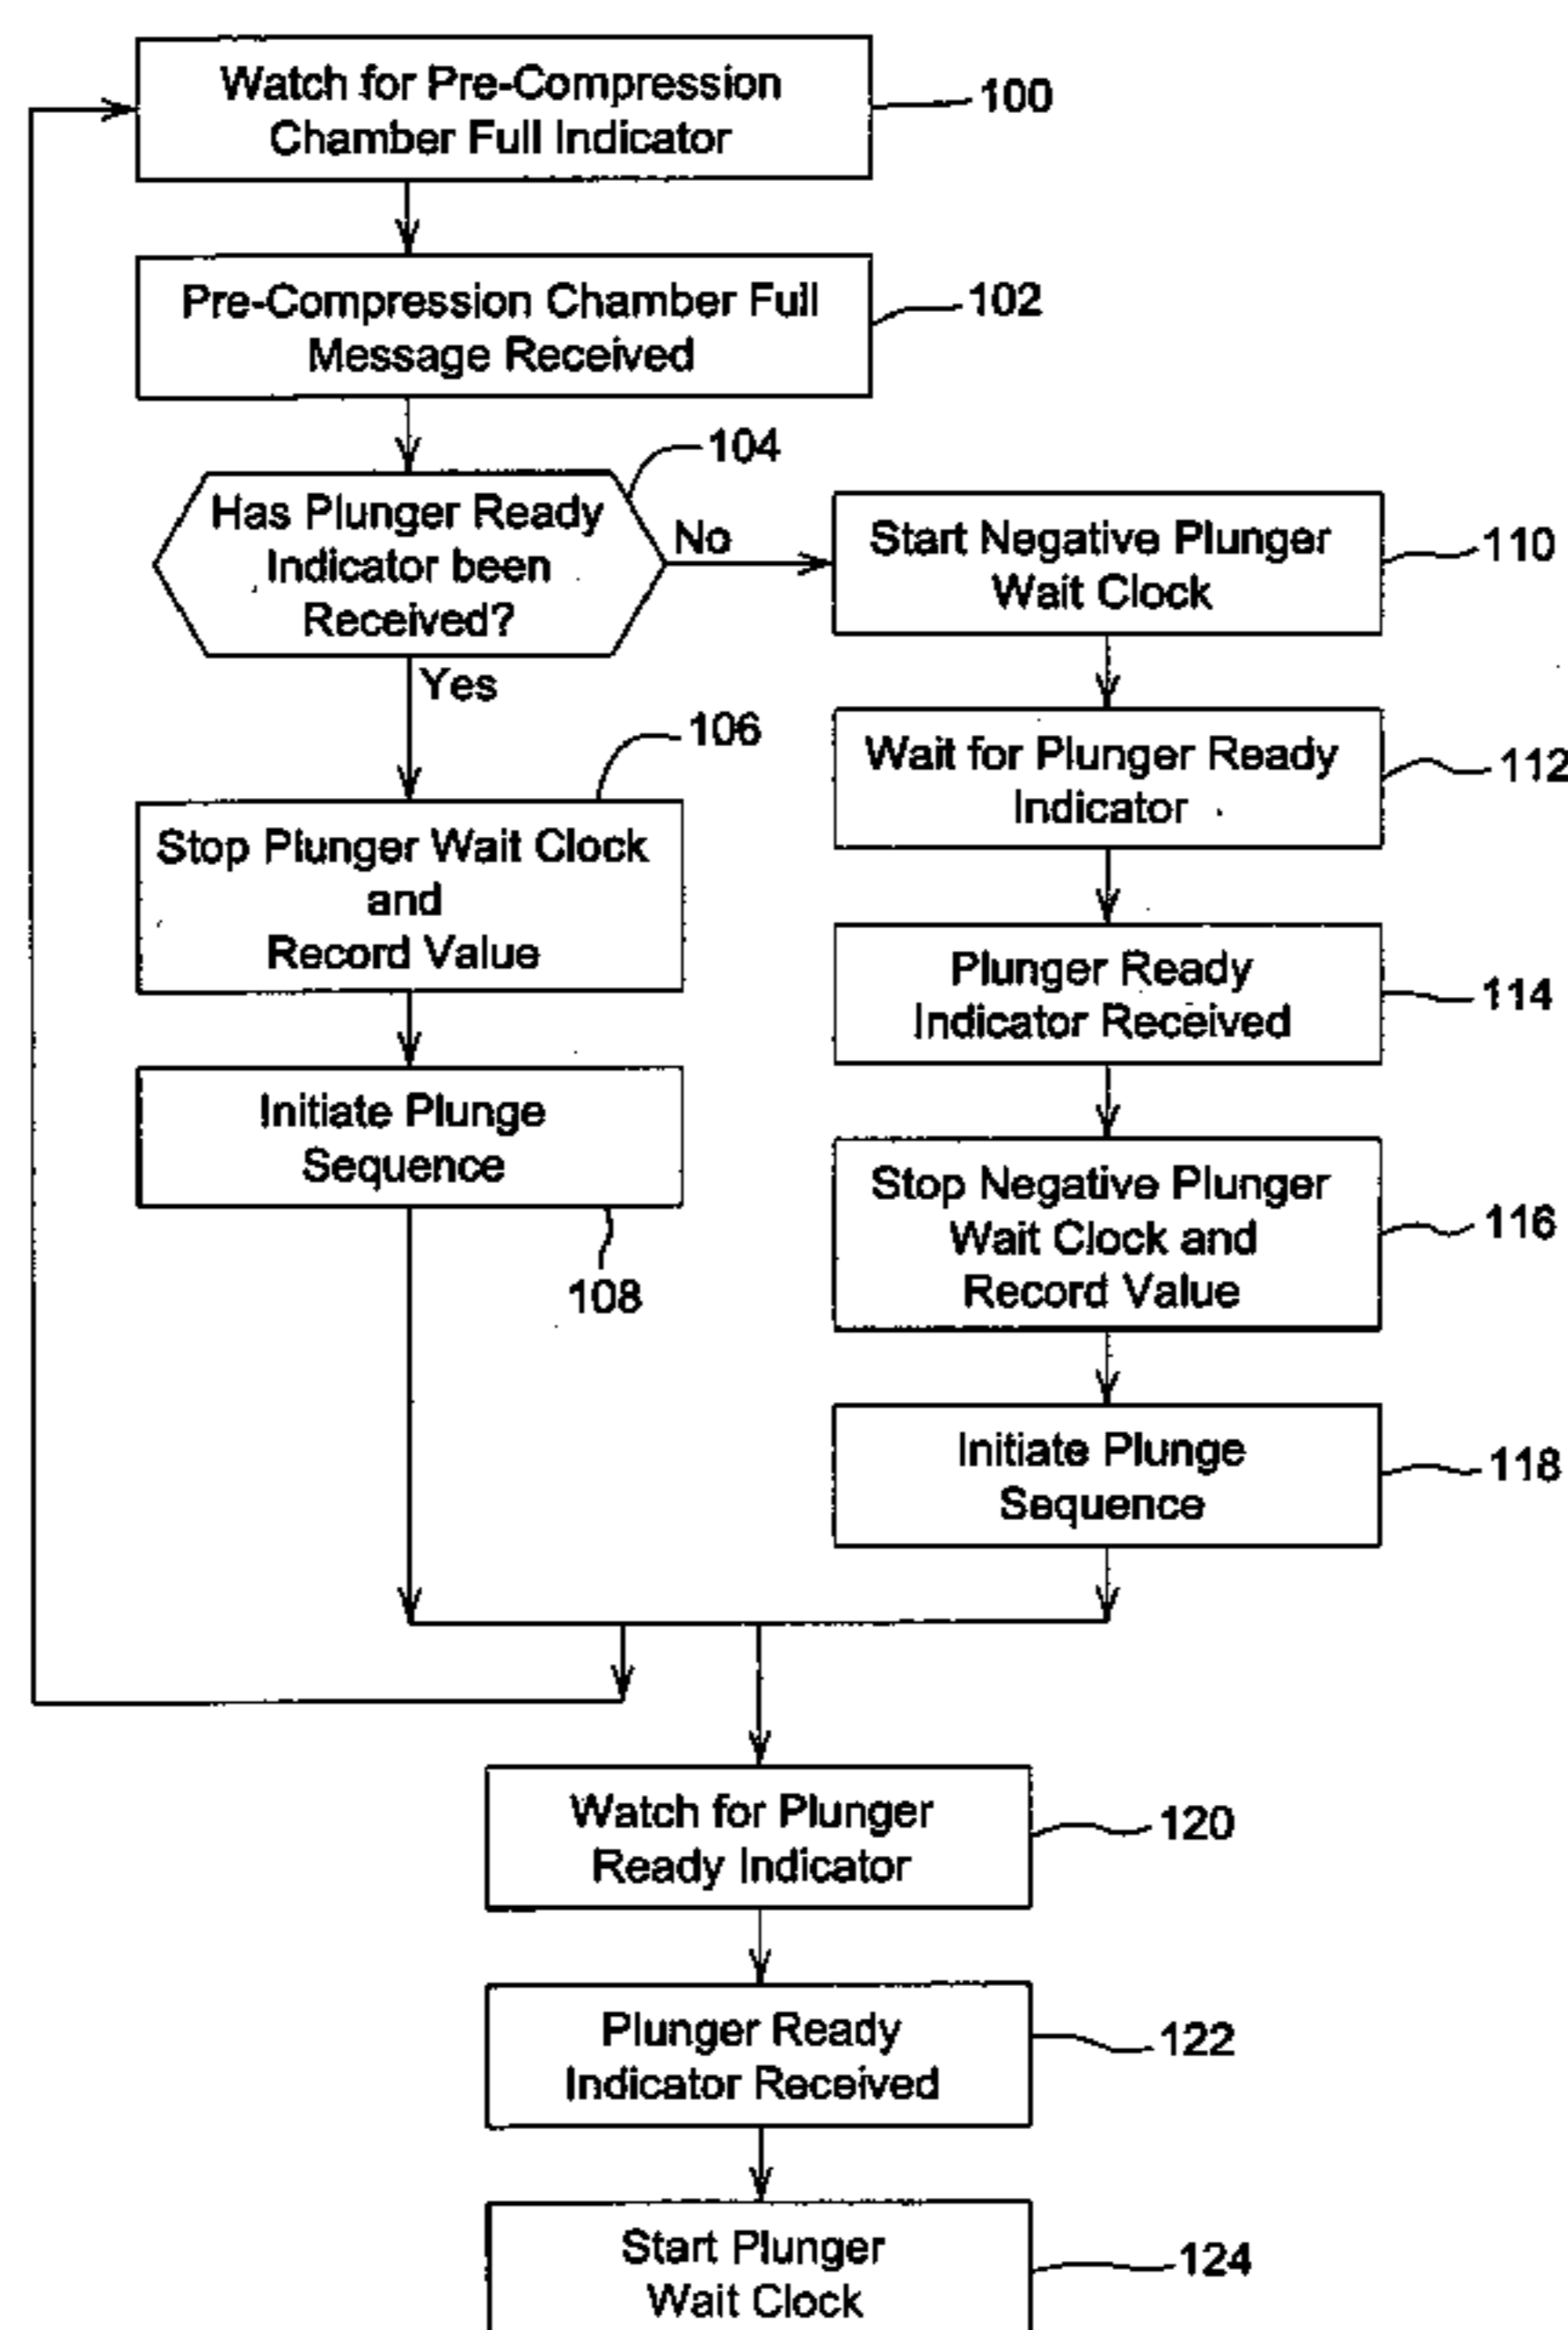 Watch for Pre-Compression
Chamber Full Indicator
100
Pre-Compression Chamber Full
Message Received
102
104
Has Plunger Ready
Indicator been
Received?
No
Yes
Start Negative Plunger
Wait Clock
110
106
Stop Plunger Wait Clock
and
Record Value
Wait for Plunger Ready
Indicator
112
Plunger Ready
Indicator Received
114
Initiate Plunge
Sequence
108
Stop Negative Plunger
Wait Clock and
Record Value
116
Initiate Plunge
Sequence
118
Watch for Plunger
Ready Indicator
120
Plunger Ready
Indicator Received
122
Start Plunger
Wait Clock
124